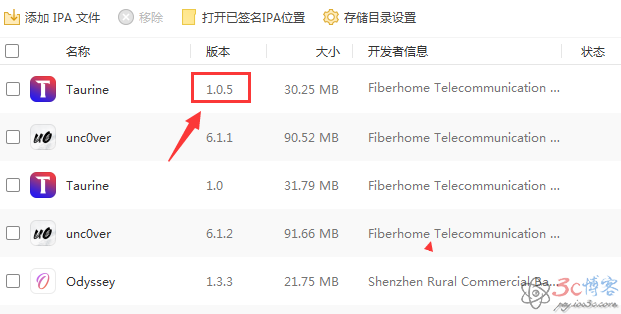 添加 IPA 文件 移除 打开已签名IPA位置 存储目录设置
名称 版本 大小 开发者信息 状态
Taurine 1.0.5 30.25 MB Fiberhome Telecommunication ...
unc0ver 6.1.1 90.52 MB Fiberhome Telecommunication ...
Taurine 1.0 31.79 MB Fiberhome Telecommunication ...
unc0ver 6.1.2 91.66 MB Fiberhome Telecommunication ...
Odyssey 1.3.3 21.75 MB Shenzhen Rural Commercial Ba...
3c博客